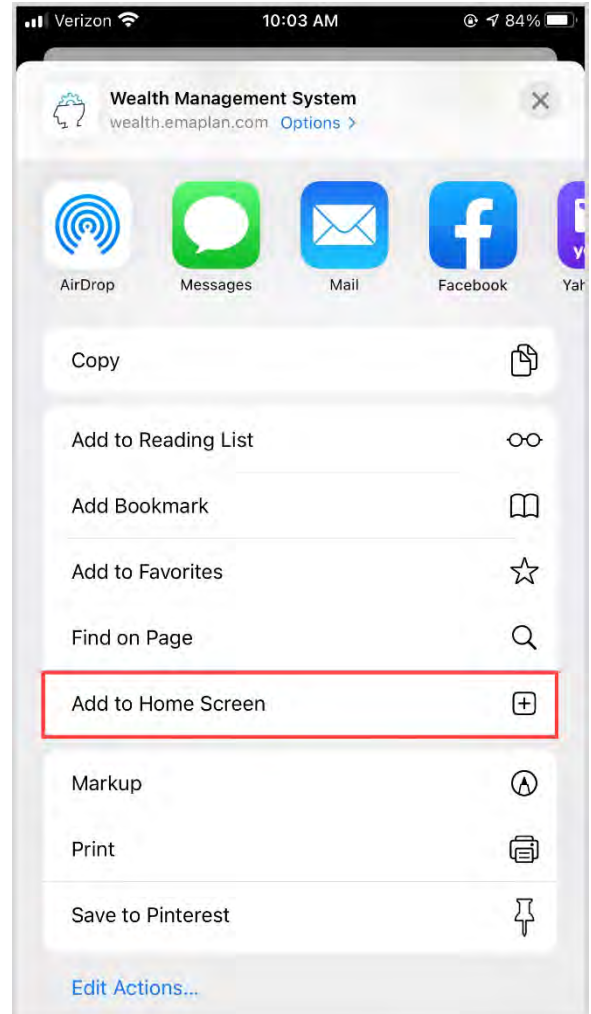 Verizon 10:03 AM 84%
Wealth Management System
wealth.emaplan.com Options >
AirDrop Messages Mail Facebook Yah
Copy
Add to Reading List
Add Bookmark
Add to Favorites
Find on Page
Add to Home Screen
Markup
Print
Save to Pinterest
Edit Actions...